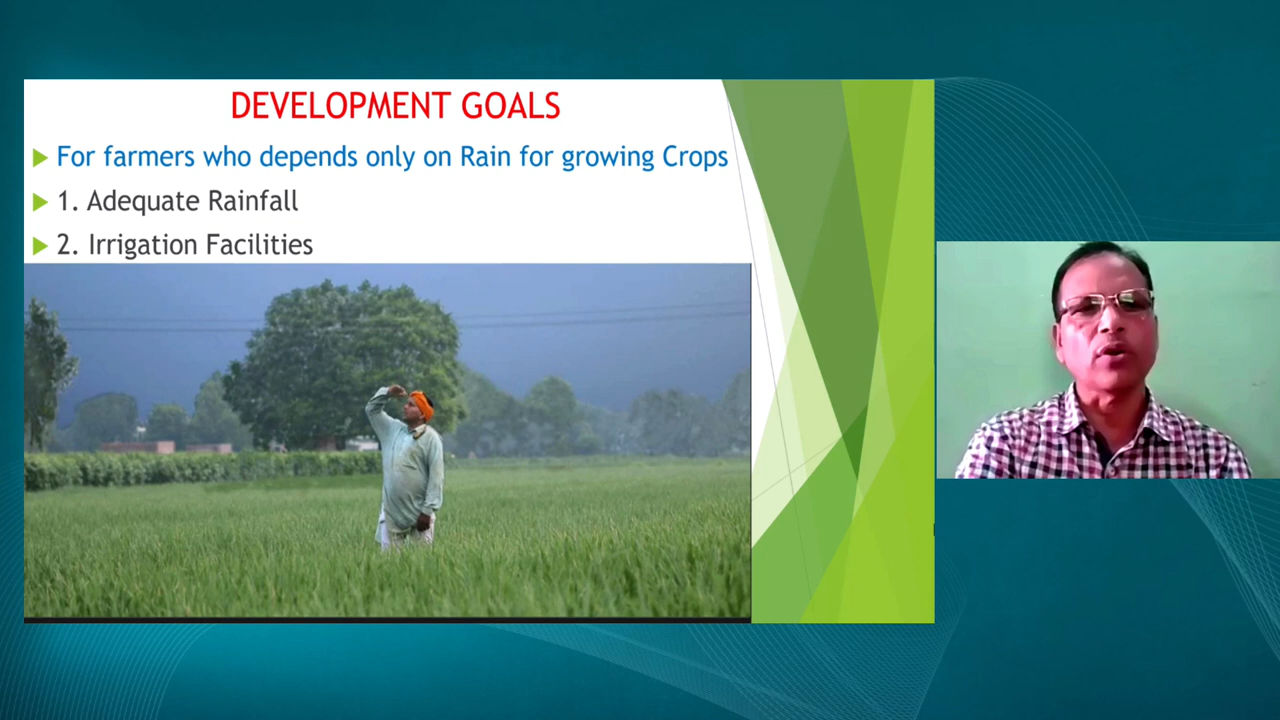 DEVELOPMENT GOALS
For farmers who depends only on Rain for growing Crops
1. Adequate Rainfall
2. Irrigation Facilities